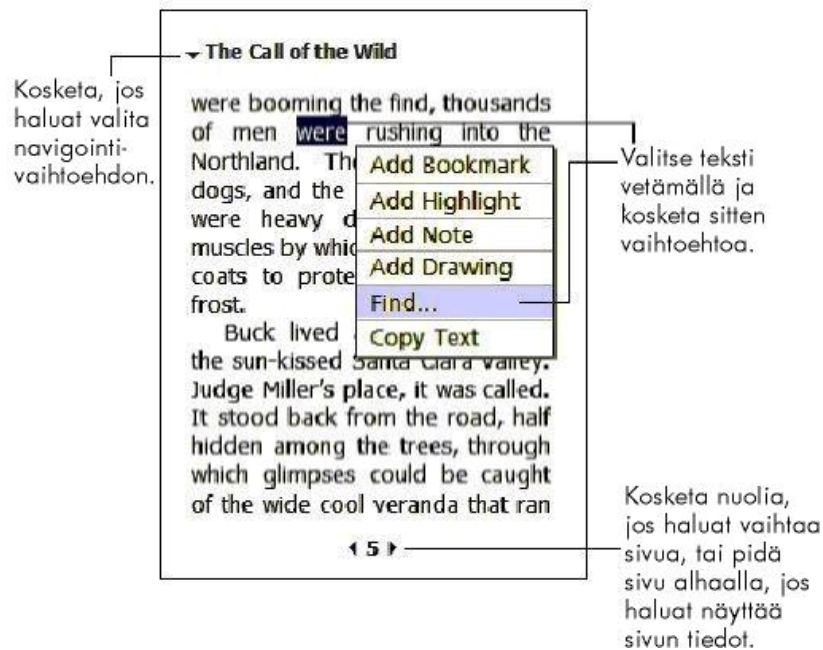 The Call of the Wild
Kosketa, jos
haluat valita
navigointi-
vaihtoehdon.
were booming the find, thousands
of men were rushing into the
Northland. The
dogs, and the
were heavy d
muscles by whic
coats to prote
frost.
Buck lived
the sun-kissed Santa Clara Valley.
Judge Miller's place, it was called.
It stood back from the road, half
hidden among the trees, through
which glimpses could be caught
of the wide cool veranda that ran
5
Add Bookmark
Add Highlight
Add Note
Add Drawing
Find...
Copy Text
Valitse teksti
vetämällä ja
kosketa sitten
vaihtoehtoa.
Kosketa nuolia,
jos haluat vaihtaa
sivua, tai pidä
sivu alhaalla, jos
haluat näyttää
sivun tiedot.